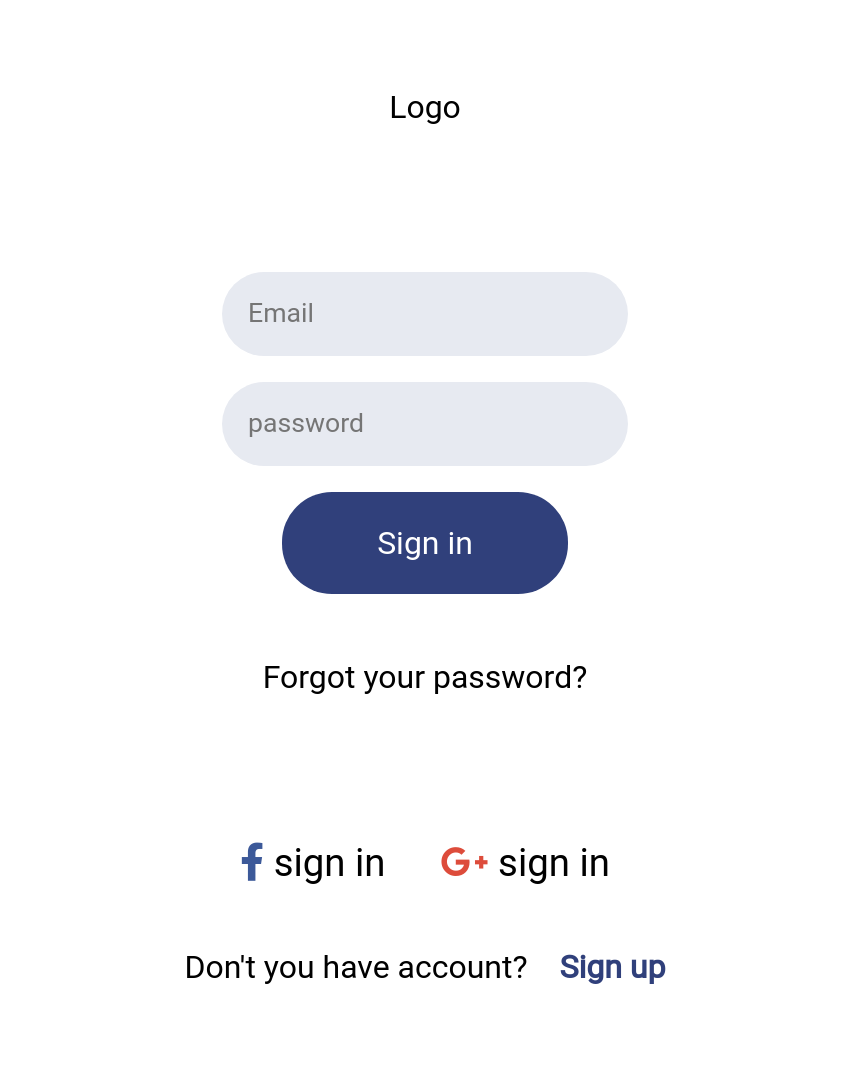 Logo
Email
password
Sign in
Forgot your password?
sign in G+ sign in
Don't you have account? Sign up